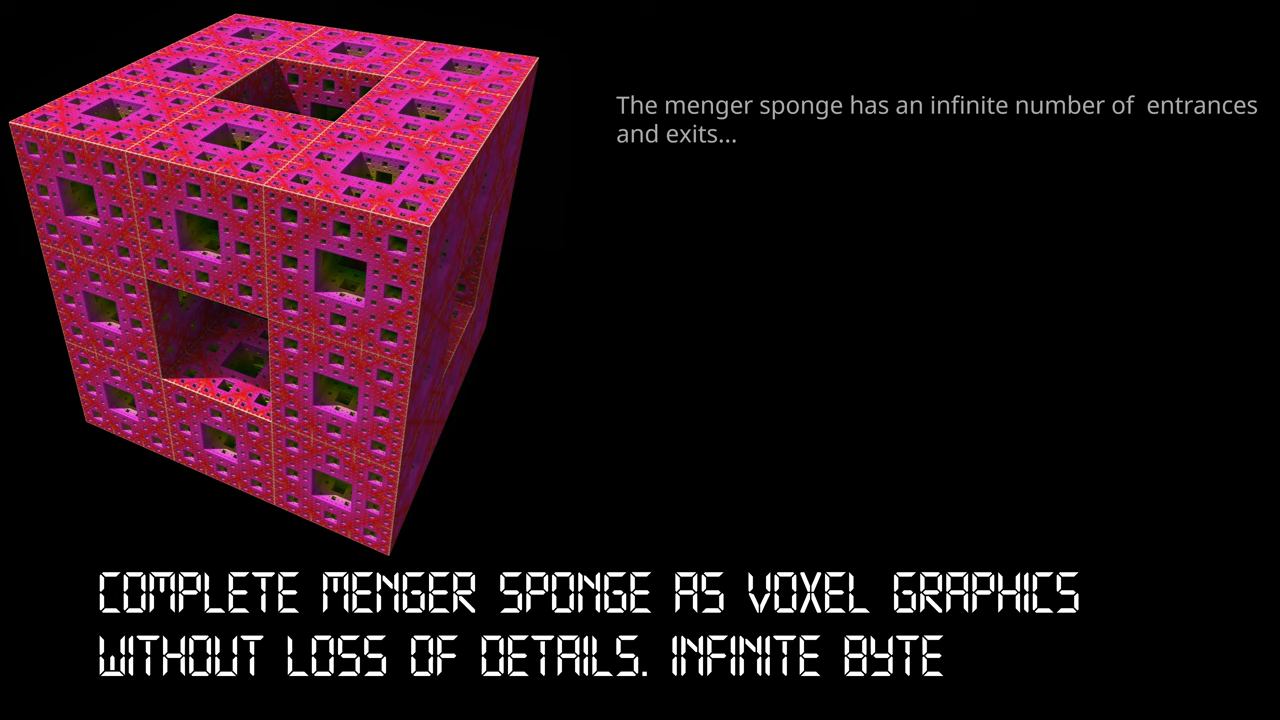 The menger sponge has an infinite number of  entrances
and exits...
COMPLETE MENGER SPONGE AS VOXEL GRAPHICS
WITHOUT LOSS OF DETAILS. INFINITE BYTE